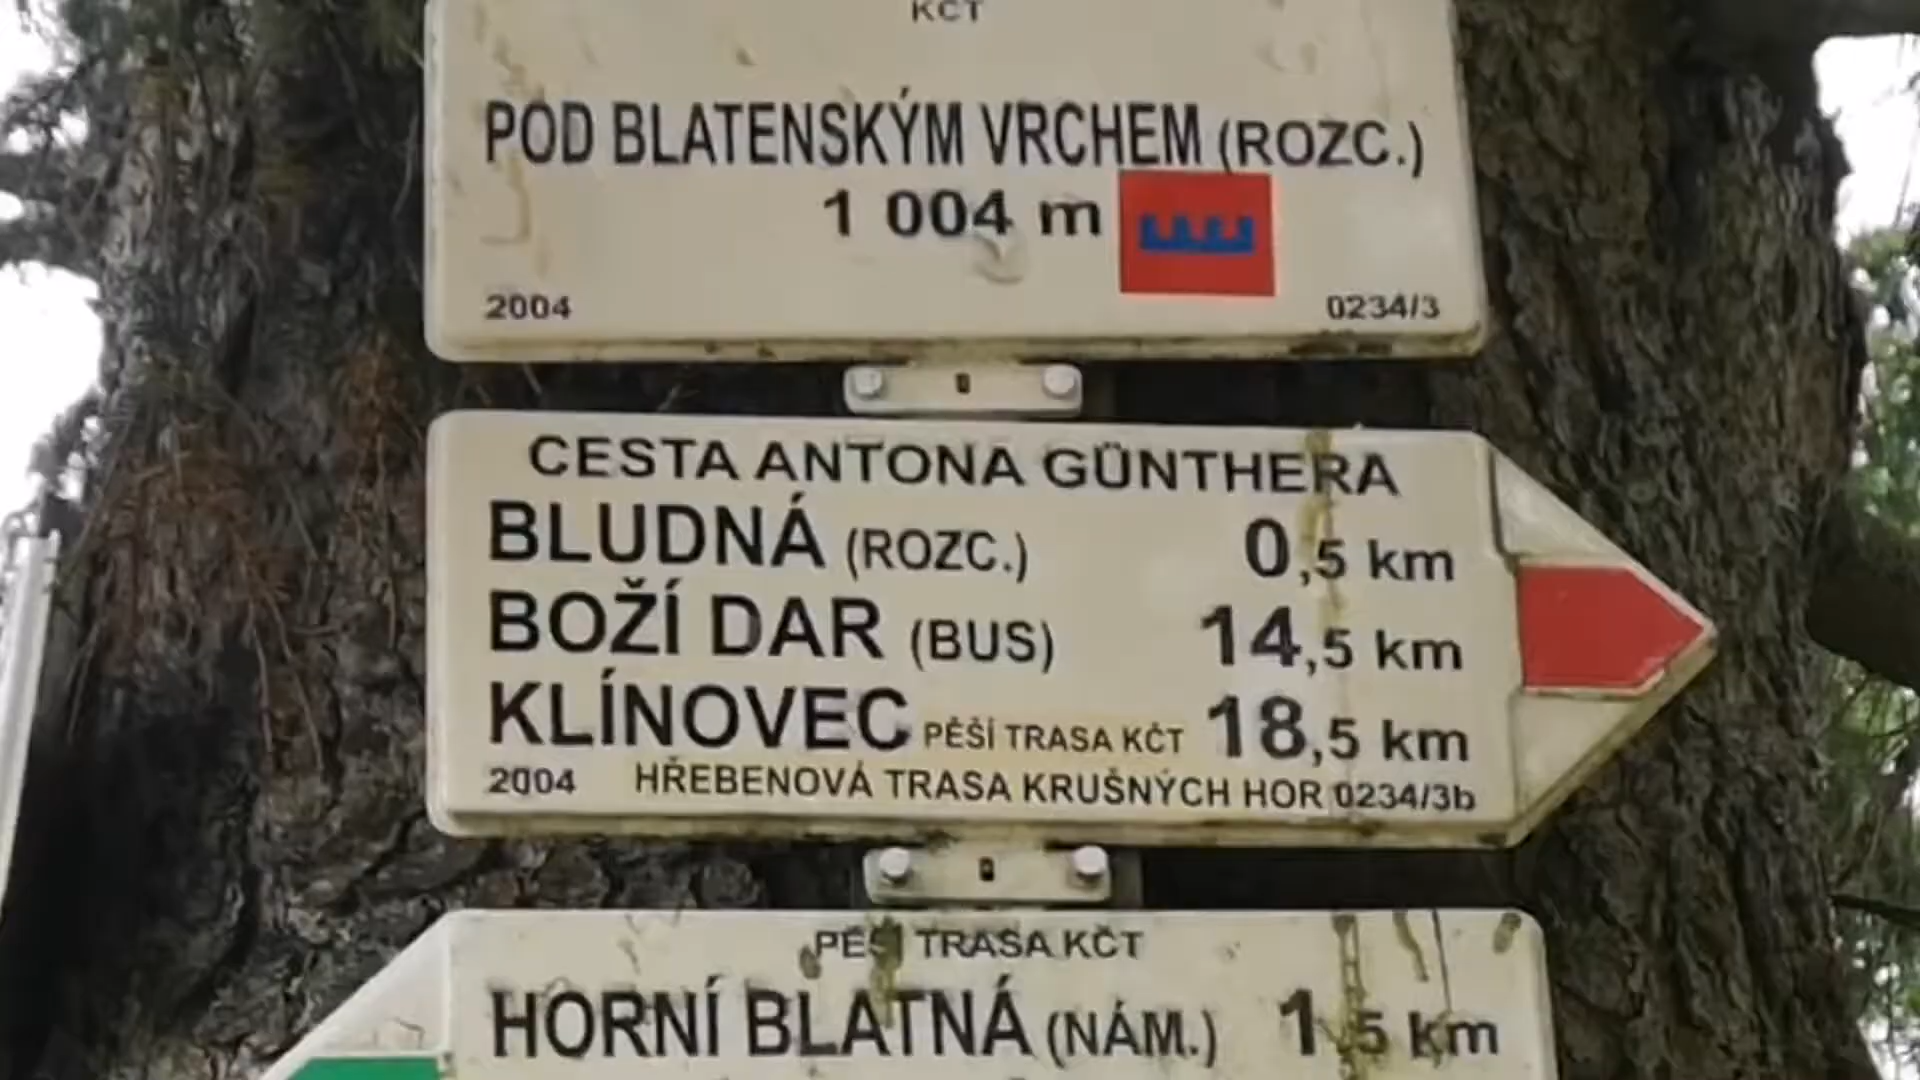 KČT
POD BLATENSKÝM VRCHEM (ROZC.)
1 004 m
2004 0234/3
CESTA ANTONA GÜNTHERA
BLUDNÁ (ROZC.) 0,5 km
BOŽÍ DAR (BUS) 14,5 km
KLÍNOVEC PĚŠÍ TRASA KČT 18,5 km
2004 HŘEBENOVÁ TRASA KRUŠNÝCH HOR 0234/3b
PĚŠÍ TRASA KČT
HORNÍ BLATNÁ (NÁM.) 1,5 km